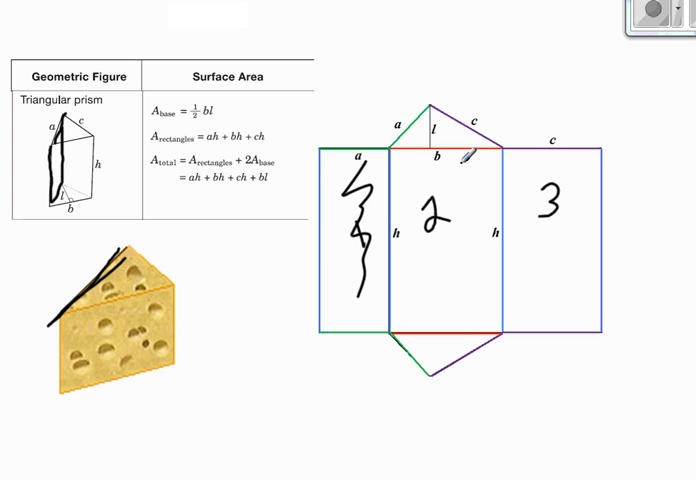 Geometric Figure
Surface Area
Triangular prism
a
c
h
l
b
A_base = 1/2 bl
A_rectangles = ah + bh + ch
A_total = A_rectangles + 2A_base
= ah + bh + ch + bl
a
l
c
a
b
c
h
h
2
3